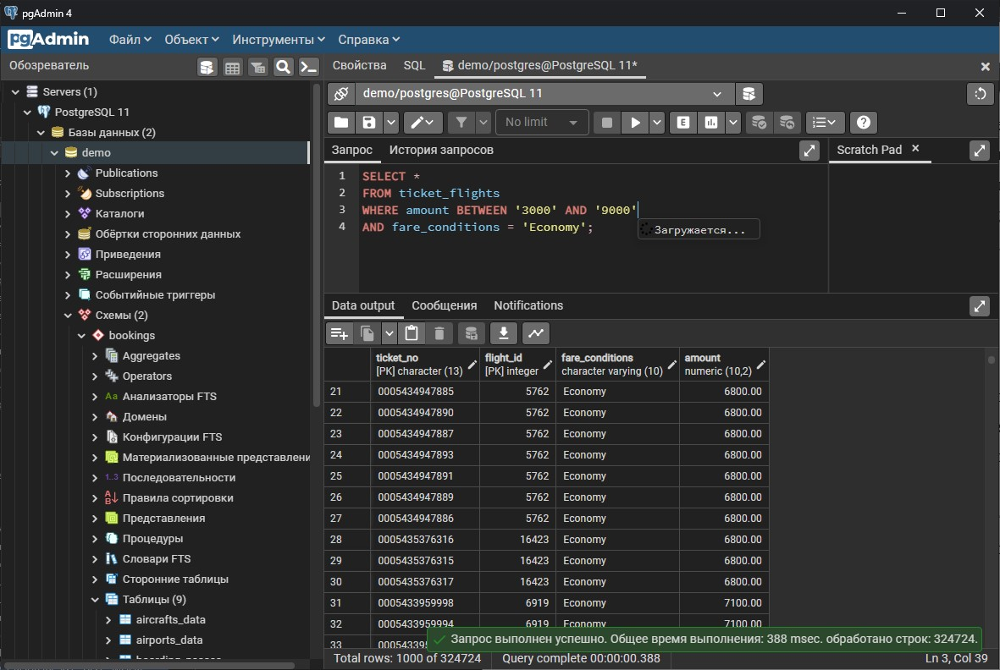 pgAdmin 4
pgAdmin Файл Объект Инструменты Справка
Обозреватель
Свойства SQL demo/postgres@PostgreSQL 11*
Servers (1)
PostgreSQL 11
Базы данных (2)
demo
Publications
Subscriptions
Каталоги
Обёртки сторонних данных
Приведения
Расширения
Событийные триггеры
Схемы (2)
bookings
Aggregates
Operators
Aa Анализаторы FTS
Домены
Конфигурации FTS
Материализованные представлени
1..3 Последовательности
Правила сортировки
Представления
Процедуры
Словари FTS
Сторонние таблицы
Таблицы (9)
aircrafts_data
airports_data
demo/postgres@PostgreSQL 11
No limit
E
Запрос История запросов
Scratch Pad
1 SELECT *
2 FROM ticket_flights
3 WHERE amount BETWEEN '3000' AND '9000'
4 AND fare_conditions = 'Economy';
Загружается...
Data output Сообщения Notifications
ticket_no flight_id fare_conditions amount
[PK] character (13) [PK] integer character varying (10) numeric (10,2)
21 0005434947885 5762 Economy 6800.00
22 0005434947890 5762 Economy 6800.00
23 0005434947887 5762 Economy 6800.00
24 0005434947893 5762 Economy 6800.00
25 0005434947891 5762 Economy 6800.00
26 0005434947889 5762 Economy 6800.00
27 0005434947886 5762 Economy 6800.00
28 0005435376316 16423 Economy 6800.00
29 0005435376315 16423 Economy 6800.00
30 0005435376317 16423 Economy 6800.00
31 0005433959998 6919 Economy 7100.00
32 0005433959994 6919 Economy 7100.00
33
Запрос выполнен успешно. Общее время выполнения: 388 msec. обработано строк: 324724.
Total rows: 1000 of 324724 Query complete 00:00:00.388 Ln 3, Col 39